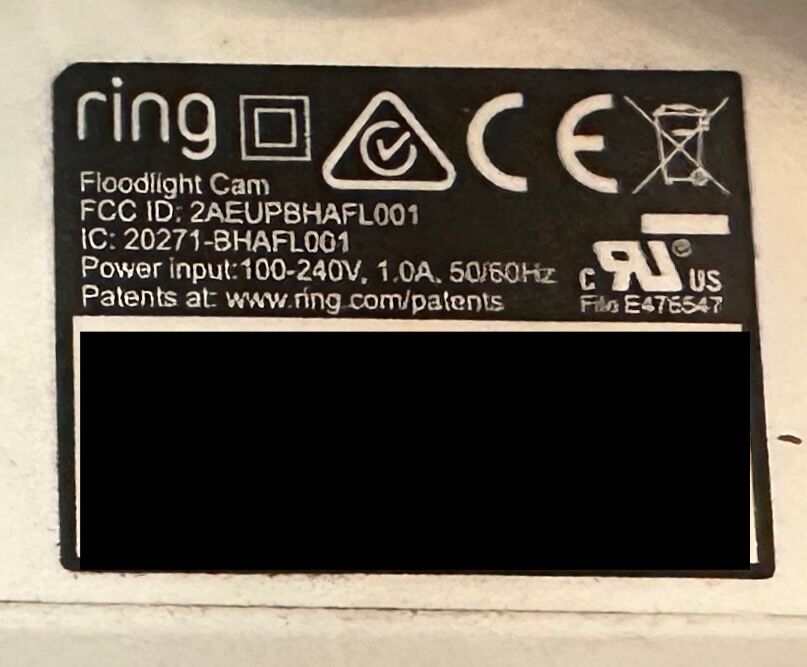 ring
CE
Floodlight Cam
FCC ID: 2AEUPBHAFL001
IC: 20271-BHAFL001
Power input:100-240V, 1.0A, 50/60Hz
Patents at: www.ring.com/patents
C RU® US
File E476547